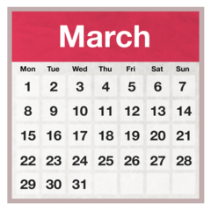 March
Mon Tue Wed Thu Fri Sat Sun
1 2 3 4 5 6 7
8 9 10 11 12 13 14
15 16 17 18 19 20 21
22 23 24 25 26 27 28
29 30 31